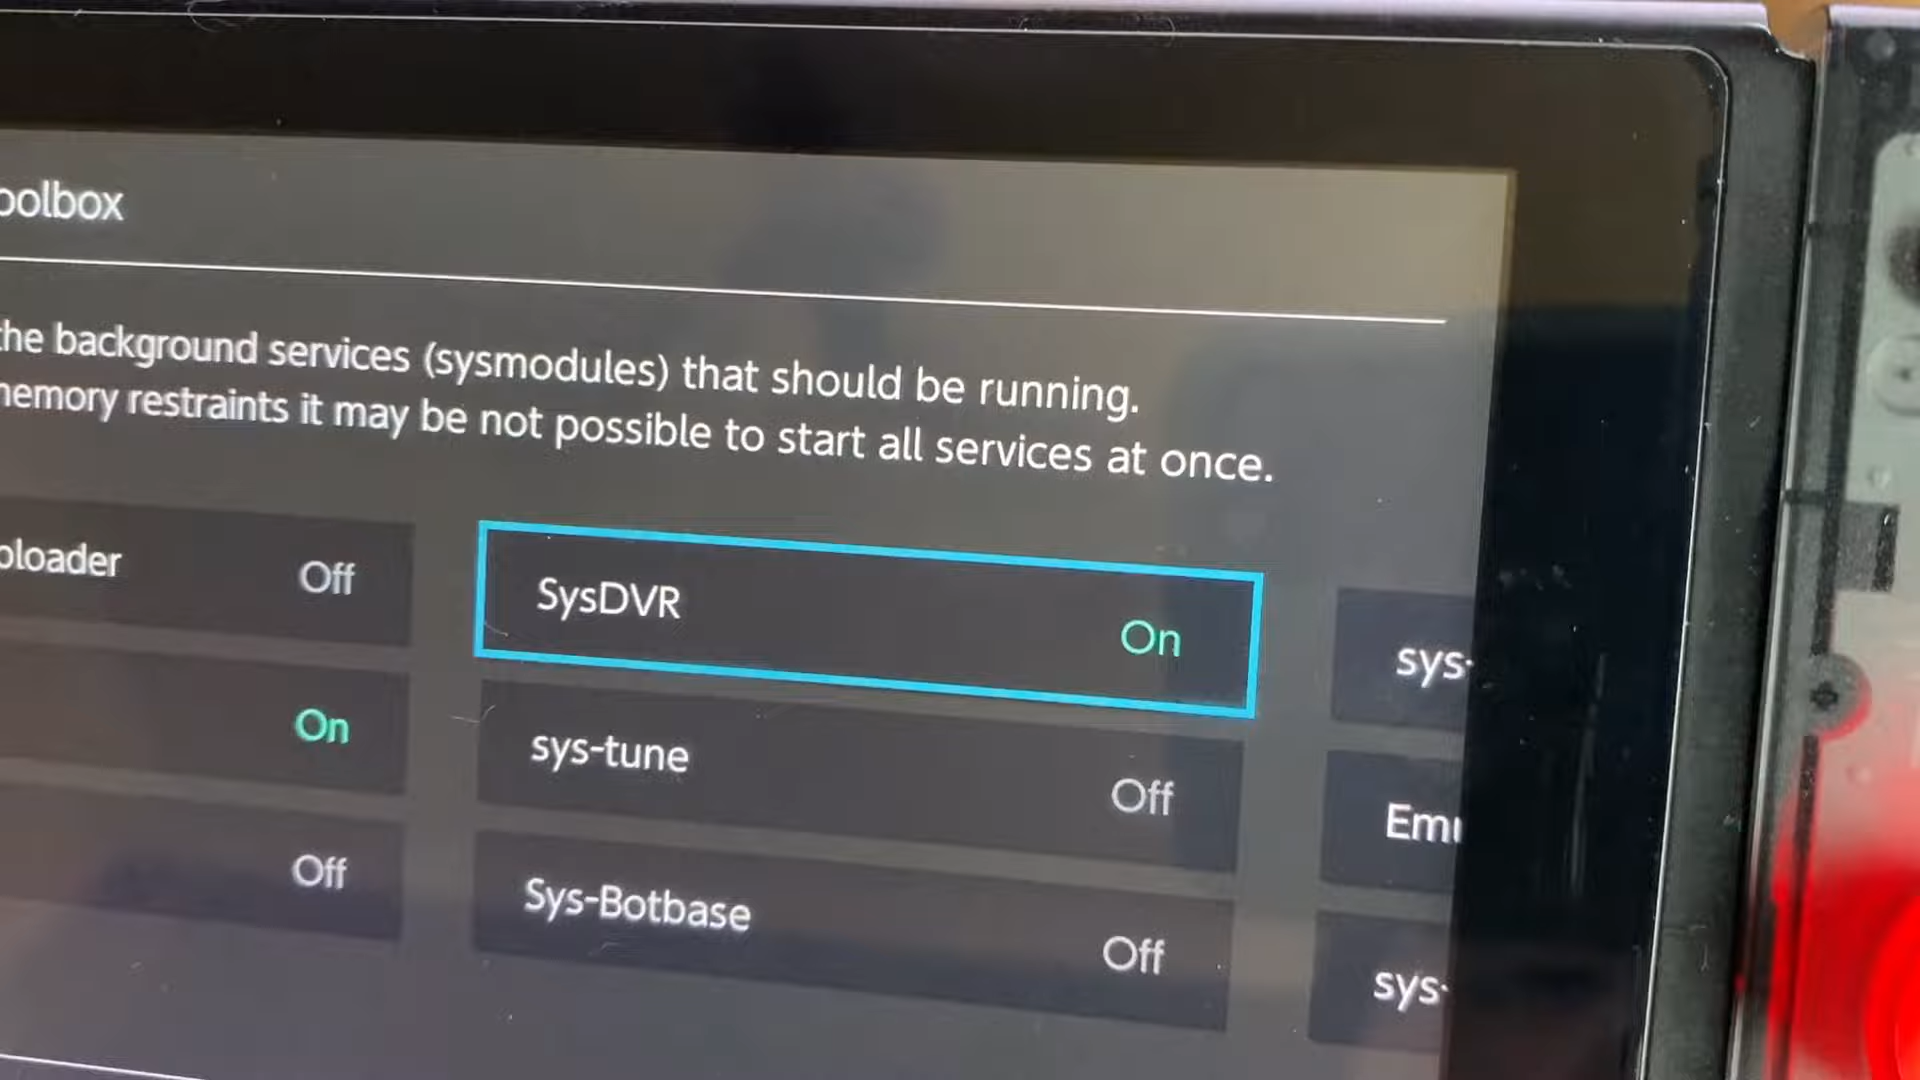 oolbox
the background services (sysmodules) that should be running.
memory restraints it may be not possible to start all services at once.
oloader Off
SysDVR On
sys-
On
sys-tune Off
Emu
Off
Sys-Botbase Off
sys-